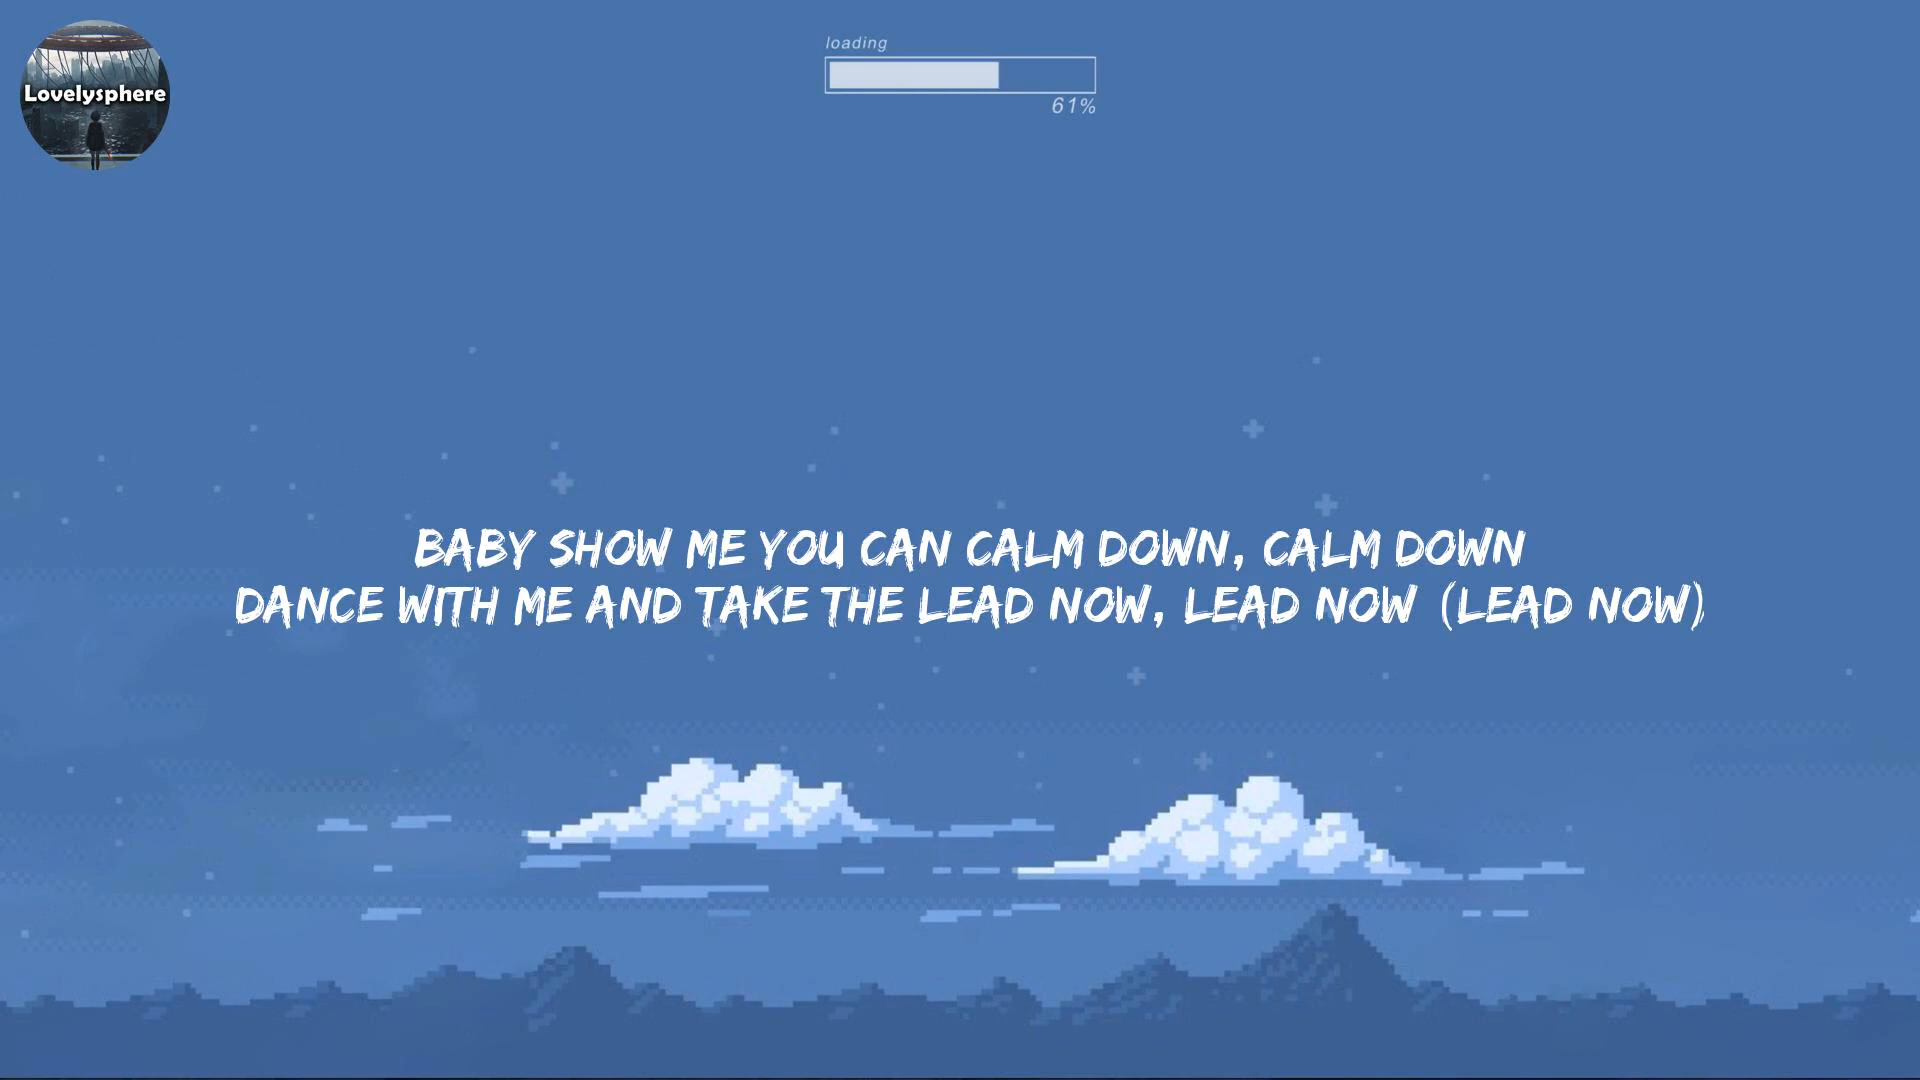 Lovelysphere
loading
61%
BABY SHOW ME YOU CAN CALM DOWN, CALM DOWN
DANCE WITH ME AND TAKE THE LEAD NOW, LEAD NOW (LEAD NOW)